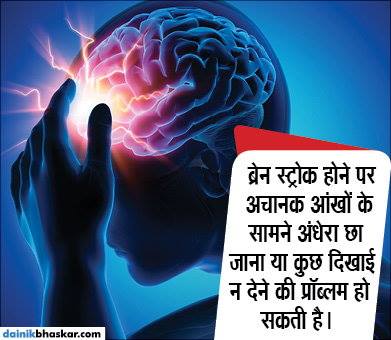 ब्रेन स्ट्रोक होने पर
अचानक आंखों के
सामने अंधेरा छा
जाना या कुछ दिखाई
न देने की प्रॉब्लम हो
सकती है।
dainikbhaskar.com